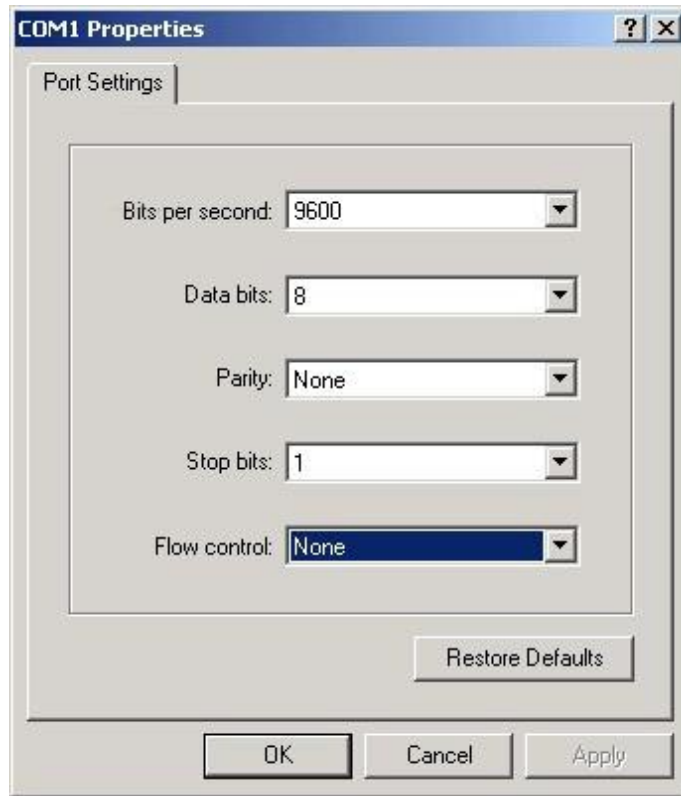 COM1 Properties
Port Settings
Bits per second: 9600
Data bits: 8
Parity: None
Stop bits: 1
Flow control: None
Restore Defaults
OK Cancel Apply